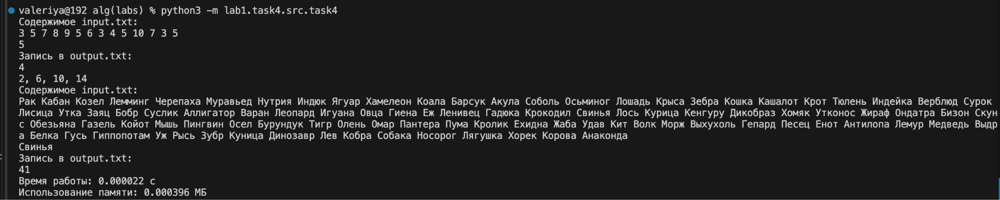 valeriya@192 alg(labs) % python3 -m lab1.task4.src.task4
Содержимое input.txt:
3 5 7 8 9 5 6 3 4 5 10 7 3 5
5
Запись в output.txt:
4
2, 6, 10, 14
Содержимое input.txt:
Рак Кабан Козел Лемминг Черепаха Муравьед Нутрия Индюк Ягуар Хамелеон Коала Барсук Акула Соболь Осьминог Лошадь Крыса Зебра Кошка Кашалот Крот Тюлень Индейка Верблюд Сурок
Лисица Утка Заяц Бобр Суслик Аллигатор Варан Леопард Игуана Овца Гиена Еж Ленивец Гадюка Крокодил Свинья Лось Курица Кенгуру Дикобраз Хомяк Утконос Жираф Ондатра Бизон Скун
с Обезьяна Газель Койот Мышь Пингвин Осел Бурундук Тигр Олень Омар Пантера Пума Кролик Ехидна Жаба Удав Кит Волк Морж Выхухоль Гепард Песец Енот Антилопа Лемур Медведь Выдр
а Белка Гусь Гиппопотам Уж Рысь Зубр Куница Динозавр Лев Кобра Собака Носорог Лягушка Хорек Корова Анаконда
Свинья
Запись в output.txt:
41
Время работы: 0.000022 с
Использование памяти: 0.000396 МБ